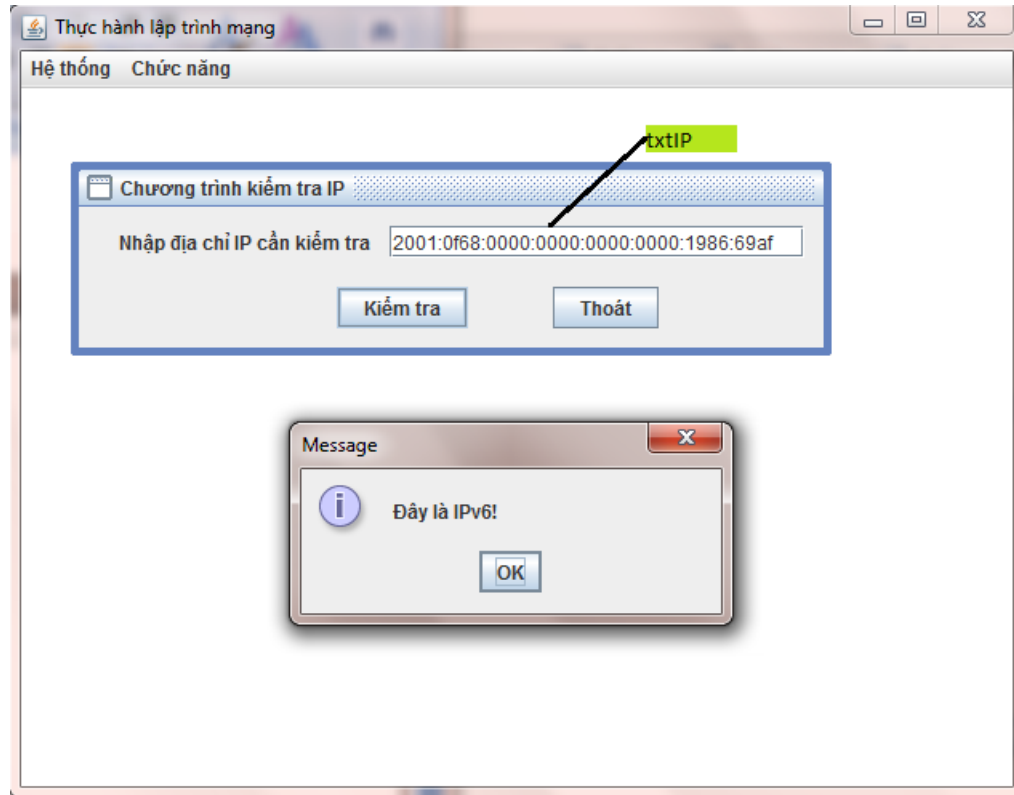 Thực hành lập trình mạng
Hệ thống Chức năng
txtIP
Chương trình kiểm tra IP
Nhập địa chỉ IP cần kiểm tra 2001:0f68:0000:0000:0000:0000:1986:69af
Kiểm tra Thoát
Message
Đây là IPv6!
OK